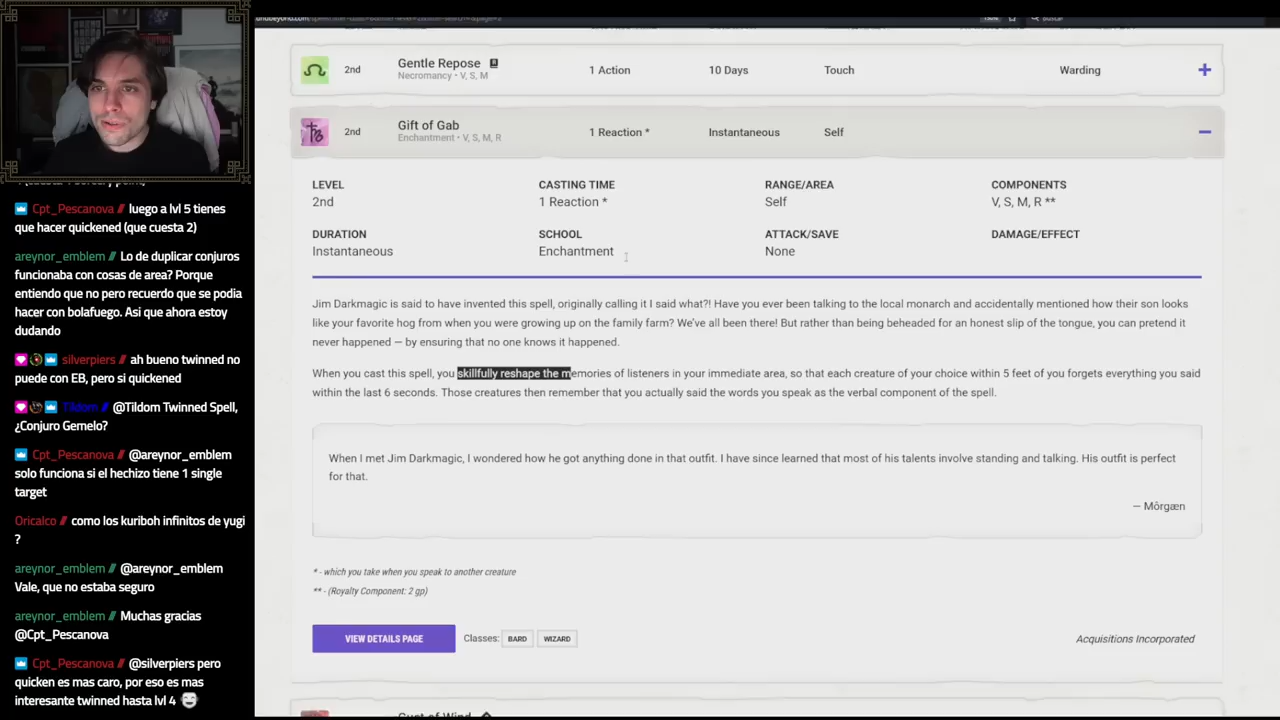 Cpt_Pescanova // luego a lvl 5 tienes
que hacer quickened (que cuesta 2)
areynor_emblem // Lo de duplicar conjuros
funcionaba con cosas de area? Porque
entiendo que no pero recuerdo que se podia
hacer con bolafuego. Asi que ahora estoy
dudando
silverpiers // ah bueno twinned no
puede con EB, pero si quickened
Tildom // @Tildom Twinned Spell,
¿Conjuro Gemelo?
Cpt_Pescanova // @areynor_emblem
solo funciona si el hechizo tiene 1 single
target
Oricalco // como los kuriboh infinitos de yugi
?
areynor_emblem // @areynor_emblem
Vale, que no estaba seguro
areynor_emblem // Muchas gracias
@Cpt_Pescanova
Cpt_Pescanova // @silverpiers pero
quicken es mas caro, por eso es mas
interesante twinned hasta lvl 4
2nd Gentle Repose 1 Action 10 Days Touch Warding +
Necromancy • V, S, M
2nd Gift of Gab 1 Reaction * Instantaneous Self −
Enchantment • V, S, M, R
LEVEL CASTING TIME RANGE/AREA COMPONENTS
2nd 1 Reaction * Self V, S, M, R **
DURATION SCHOOL ATTACK/SAVE DAMAGE/EFFECT
Instantaneous Enchantment None
Jim Darkmagic is said to have invented this spell, originally calling it I said what?! Have you ever been talking to the local monarch and accidentally mentioned how their son looks
like your favorite hog from when you were growing up on the family farm? We've all been there! But rather than being beheaded for an honest slip of the tongue, you can pretend it
never happened — by ensuring that no one knows it happened.
When you cast this spell, you skillfully reshape the memories of listeners in your immediate area, so that each creature of your choice within 5 feet of you forgets everything you said
within the last 6 seconds. Those creatures then remember that you actually said the words you speak as the verbal component of the spell.
When I met Jim Darkmagic, I wondered how he got anything done in that outfit. I have since learned that most of his talents involve standing and talking. His outfit is perfect
for that.
— Môrgæn
* - which you take when you speak to another creature
** - (Royalty Component: 2 gp)
VIEW DETAILS PAGE Classes: BARD WIZARD Acquisitions Incorporated
Gust of Wind